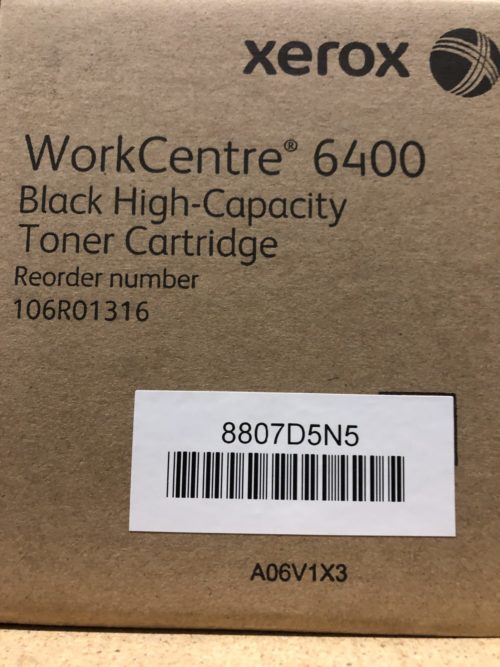 xerox
WorkCentre® 6400
Black High-Capacity
Toner Cartridge
Reorder number
106R01316
8807D5N5
A06V1X3